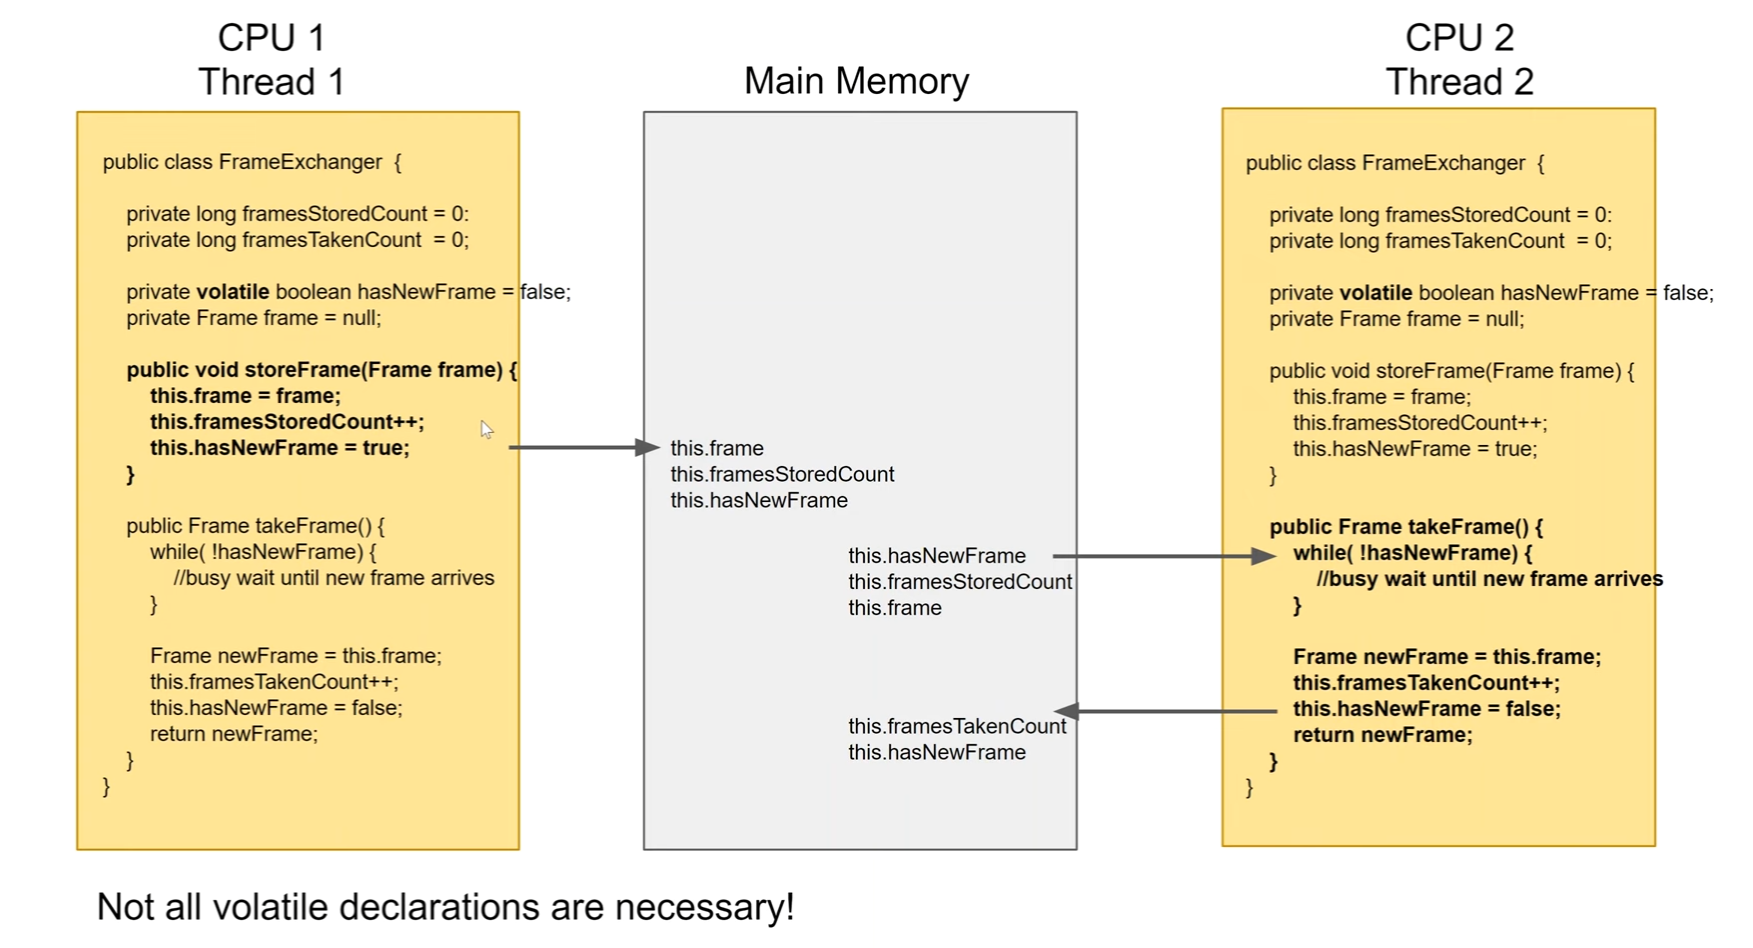 CPU 1
Thread 1
public class FrameExchanger {
private long framesStoredCount = 0:
private long framesTakenCount = 0;
private volatile boolean hasNewFrame = false;
private Frame frame = null;
public void storeFrame(Frame frame) {
this.frame = frame;
this.framesStoredCount++;
this.hasNewFrame = true;
}
public Frame takeFrame() {
while( !hasNewFrame) {
//busy wait until new frame arrives
}
Frame newFrame = this.frame;
this.framesTakenCount++;
this.hasNewFrame = false;
return newFrame;
}
}
Main Memory
this.frame
this.framesStoredCount
this.hasNewFrame
this.hasNewFrame
this.framesStoredCount
this.frame
this.framesTakenCount
this.hasNewFrame
CPU 2
Thread 2
public class FrameExchanger {
private long framesStoredCount = 0:
private long framesTakenCount = 0;
private volatile boolean hasNewFrame = false;
private Frame frame = null;
public void storeFrame(Frame frame) {
this.frame = frame;
this.framesStoredCount++;
this.hasNewFrame = true;
}
public Frame takeFrame() {
while( !hasNewFrame) {
//busy wait until new frame arrives
}
Frame newFrame = this.frame;
this.framesTakenCount++;
this.hasNewFrame = false;
return newFrame;
}
}
Not all volatile declarations are necessary!